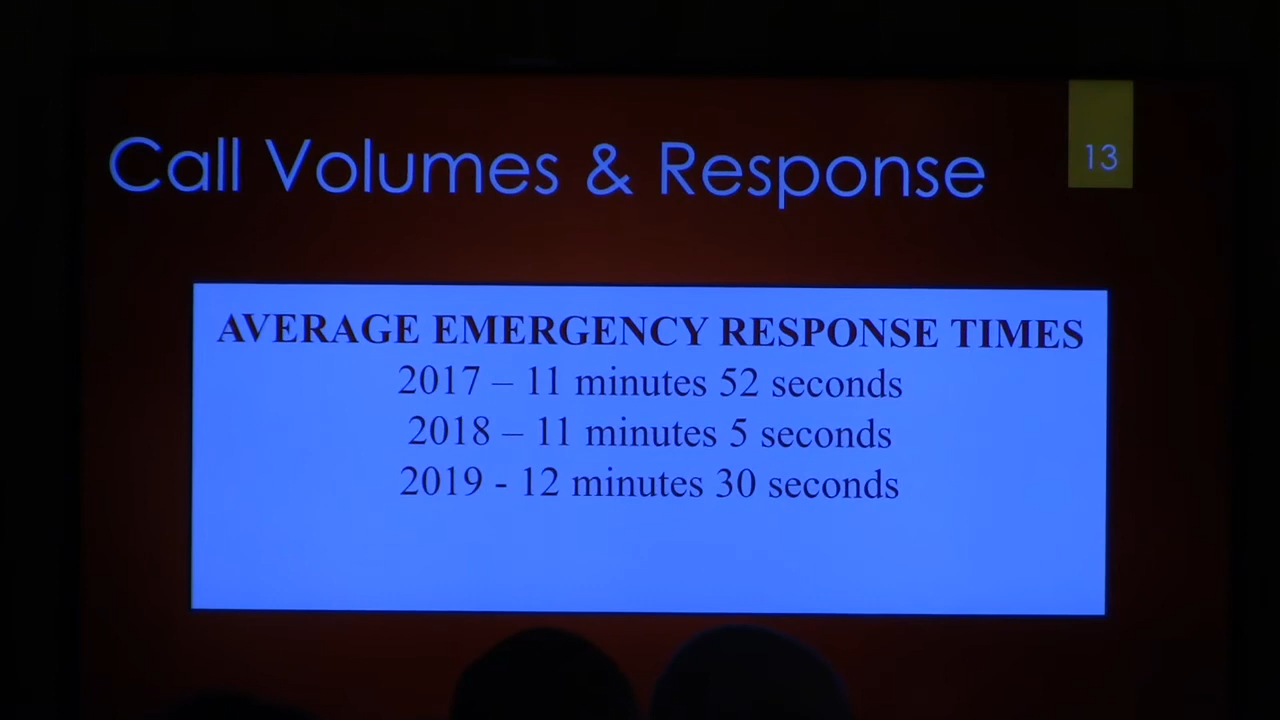 Call Volumes & Response
13
AVERAGE EMERGENCY RESPONSE TIMES
2017 – 11 minutes 52 seconds
2018 – 11 minutes 5 seconds
2019 - 12 minutes 30 seconds